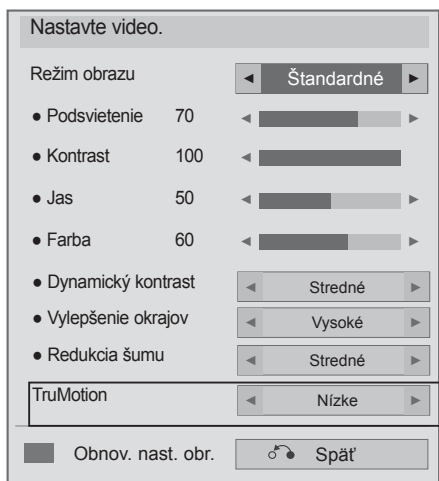 Nastavte video.
Režim obrazu ◄ Štandardné ►
● Podsvietenie 70 ◄ ►
● Kontrast 100 ◄
● Jas 50 ◄ ►
● Farba 60 ◄ ►
● Dynamický kontrast ◄ Stredné ►
● Vylepšenie okrajov ◄ Vysoké ►
● Redukcia šumu ◄ Stredné ►
TruMotion ◄ Nízke ►
Obnov. nast. obr. Späť